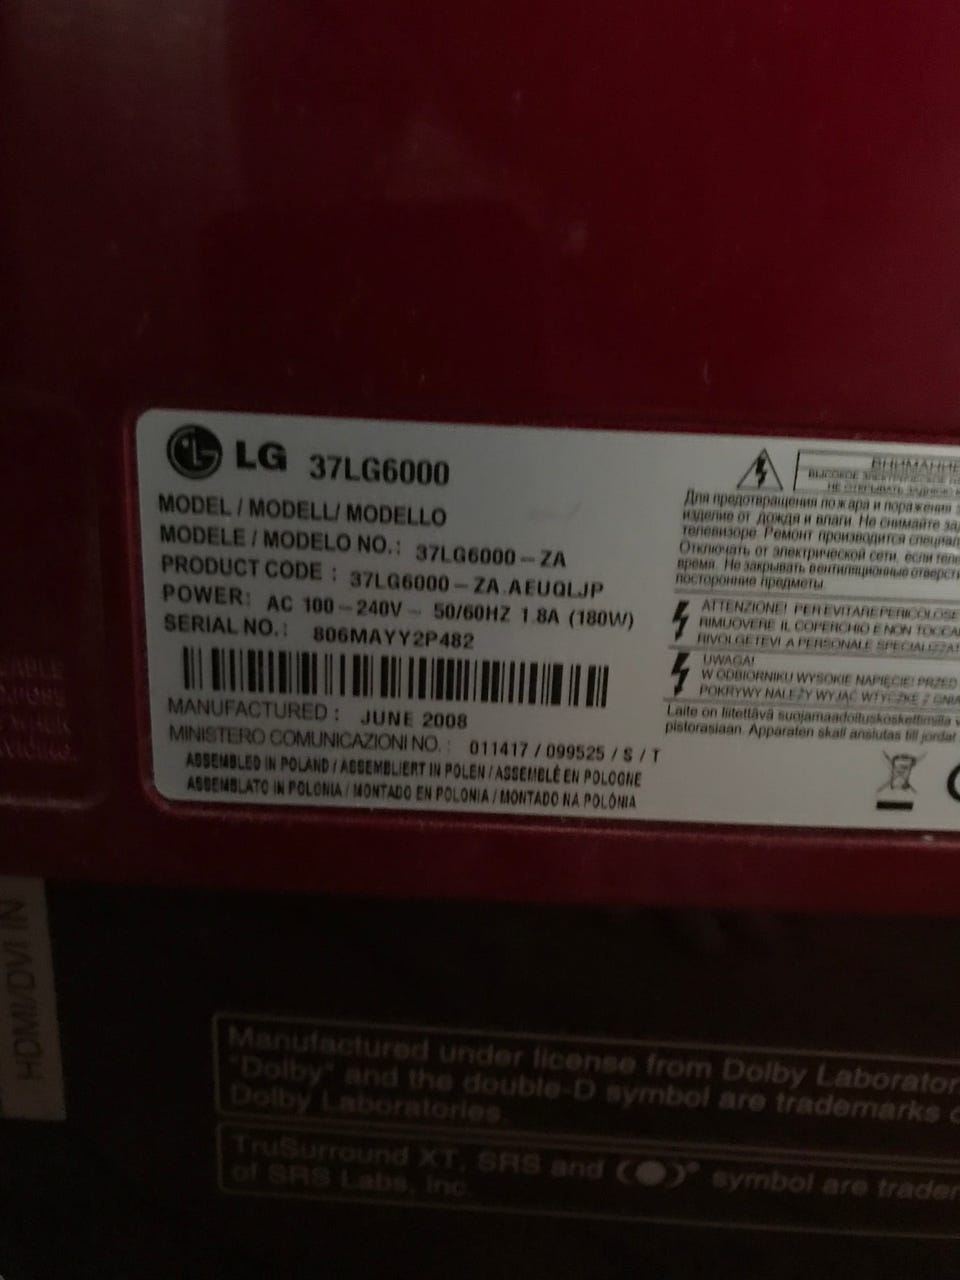 LG 37LG6000
MODEL / MODELL/ MODELLO
MODELE / MODELO NO.: 37LG6000-ZA
PRODUCT CODE : 37LG6000-ZA.AEUQLJP
POWER: AC 100-240V~ 50/60HZ 1.8A (180W)
SERIAL NO.: 806MAYY2P482
MANUFACTURED : JUNE 2008
MINISTERO COMUNICAZIONI NO. : 011417 / 099525 / S / T
ASSEMBLED IN POLAND / ASSEMBLIERT IN POLEN / ASSEMBLÉ EN POLOGNE
ASSEMBLATO IN POLONIA / MONTADO EN POLONIA / MONTADO NA POLÓNIA
ВНИМАНИЕ
ВЫСОКОЕ ЭЛЕКТРИЧЕСКОЕ
НЕ ОТКРЫВАТЬ
Для предотвращения пожара и поражения
изделие от дождя и влаги. Не снимайте
телевизоре. Ремонт производится
Отключать от электрической сети, если
время. Не закрывать вентиляционные
посторонние предметы.
ATTENZIONE! PER EVITARE PERICOLOSE
RIMUOVERE IL COPERCHIO E NON
RIVOLGETEVI A PERSONALE
UWAGA!
W ODBIORNIKU WYSOKIE NAPIĘCIE! PRZED
POKRYWY NALEŻY WYJĄĆ WTYCZKĘ Z
Laite on liitettävä suojamaadoituskoskettimilla
pistorasiaan. Apparaten skall anslutas till
CABLE
HDMI/DVI IN
Manufactured under license from Dolby Laborator
"Dolby" and the double-D symbol are trademarks
Dolby Laboratories.
TruSurround XT, SRS and (●)® symbol are trade
of SRS Labs, Inc.